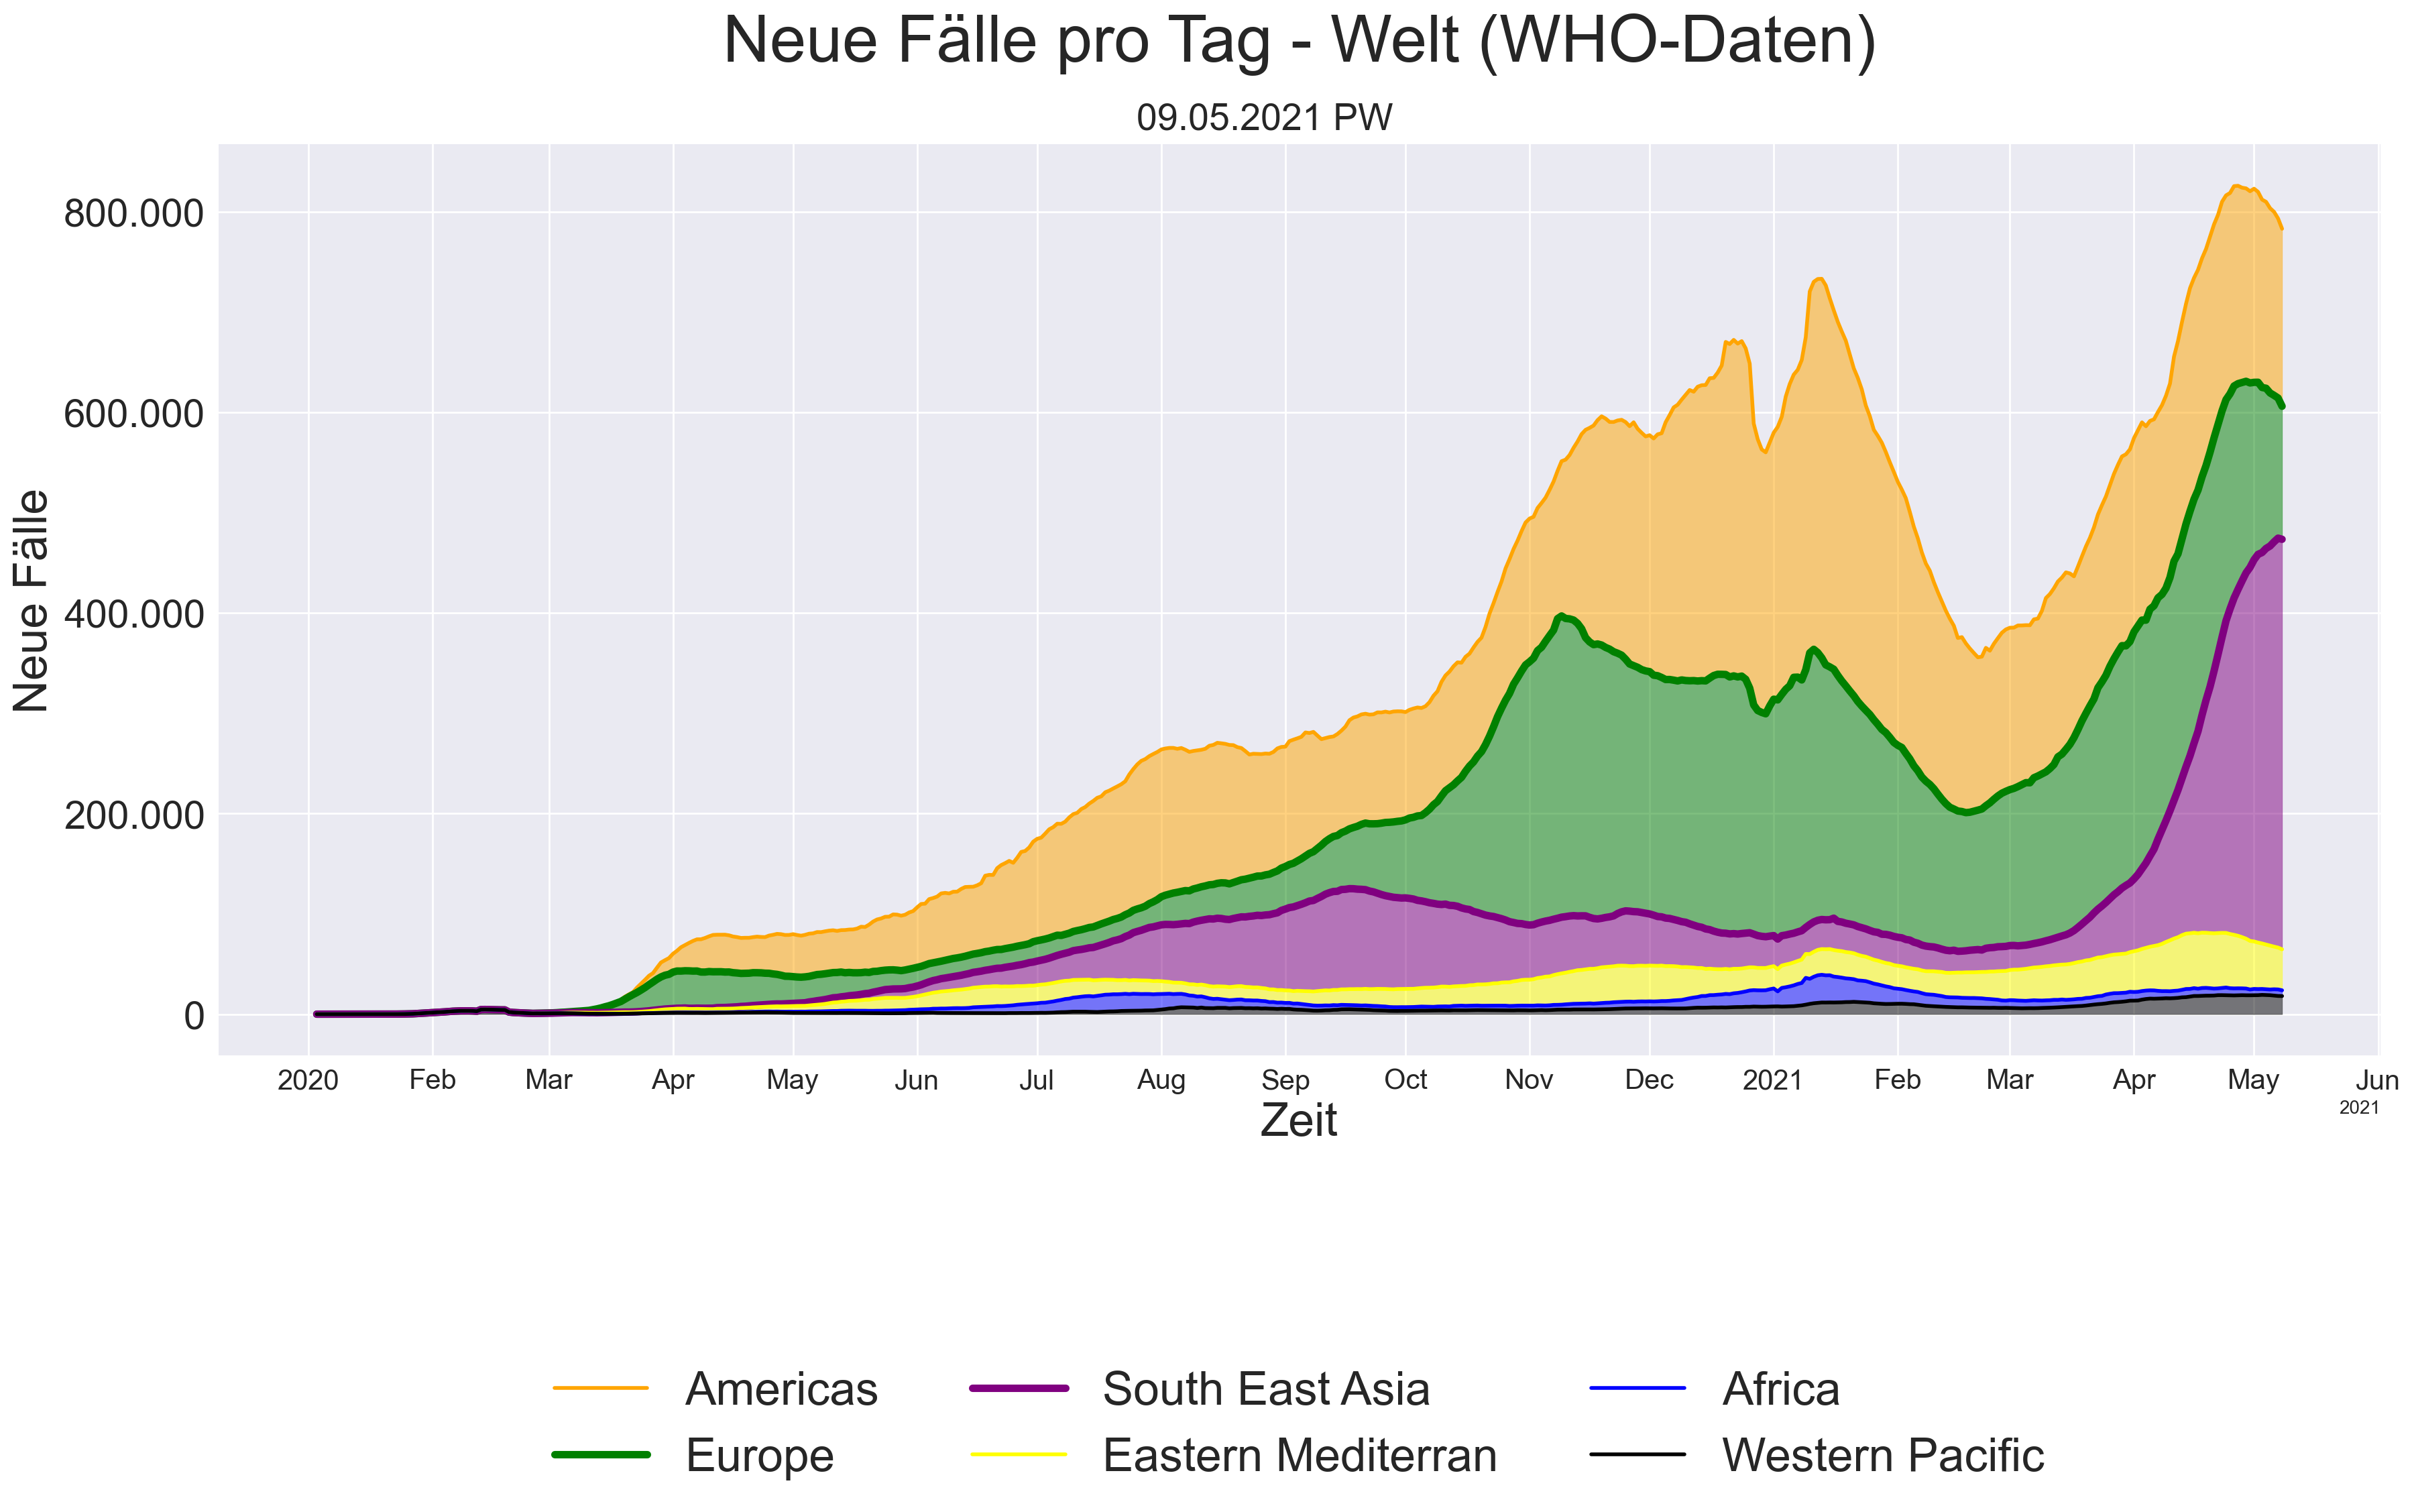 Neue Fälle pro Tag - Welt (WHO-Daten)
09.05.2021 PW
Neue Fälle
800.000
600.000
400.000
200.000
0
2020 Feb Mar Apr May Jun Jul Aug Sep Oct Nov Dec 2021 Feb Mar Apr May Jun
2021
Zeit
Americas South East Asia Africa
Europe Eastern Mediterran Western Pacific